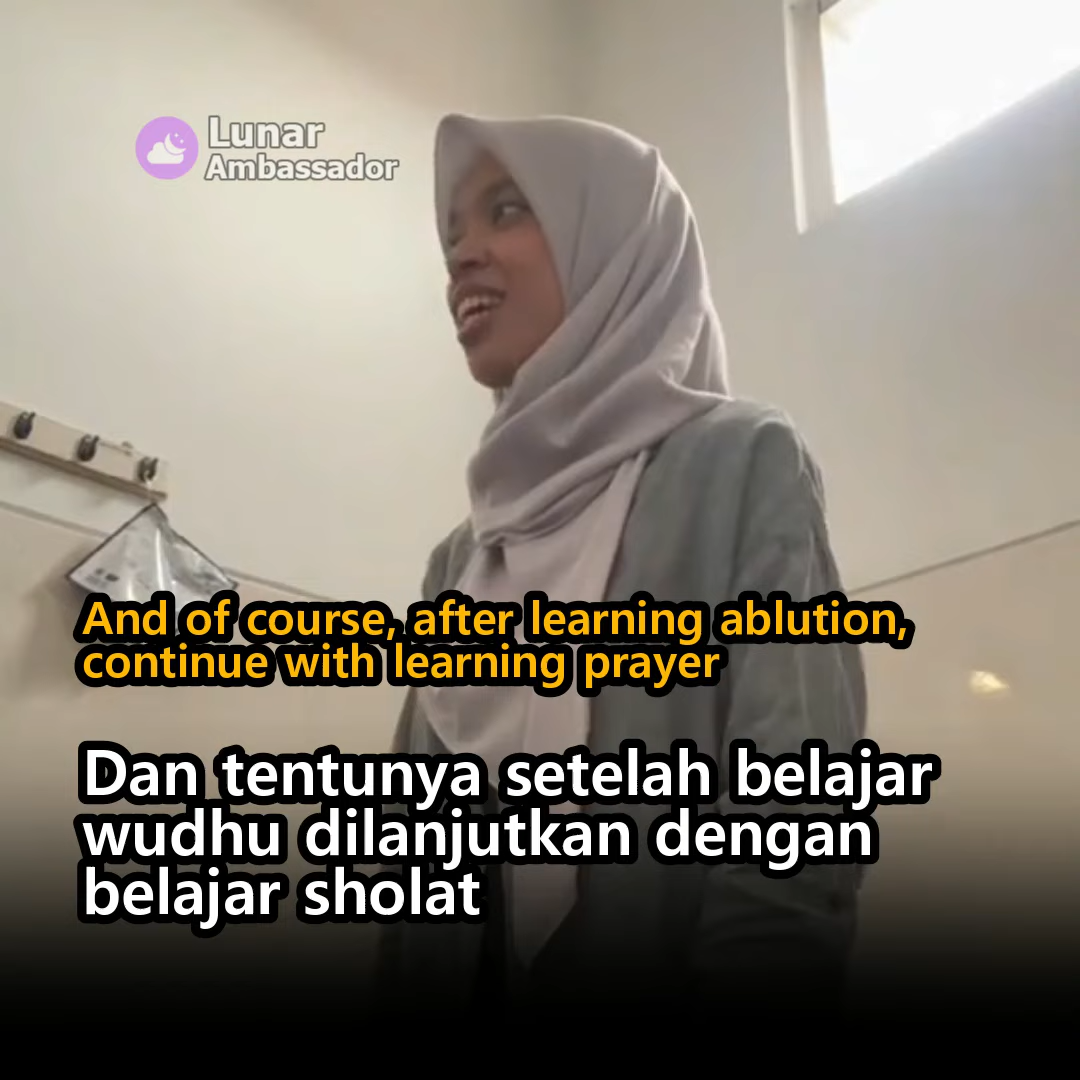 Lunar
Ambassador
And of course, after learning ablution,
continue with learning prayer
Dan tentunya setelah belajar
wudhu dilanjutkan dengan
belajar sholat